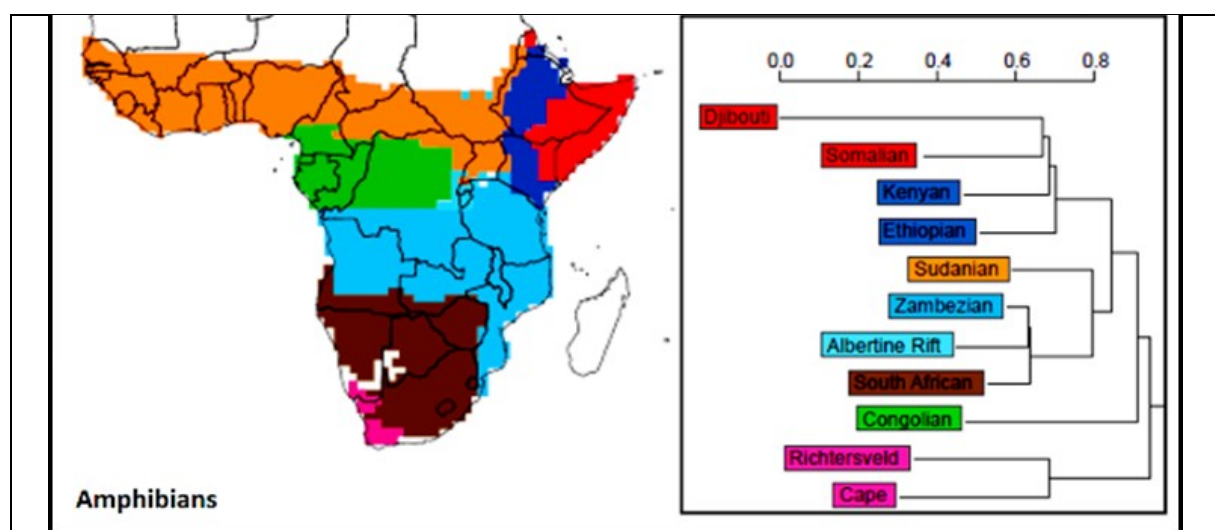 0.0 0.2 0.4 0.6 0.8
Djibouti
Somalian
Kenyan
Ethiopian
Sudanian
Zambezian
Albertine Rift
South African
Congolian
Richtersveld
Cape
Amphibians